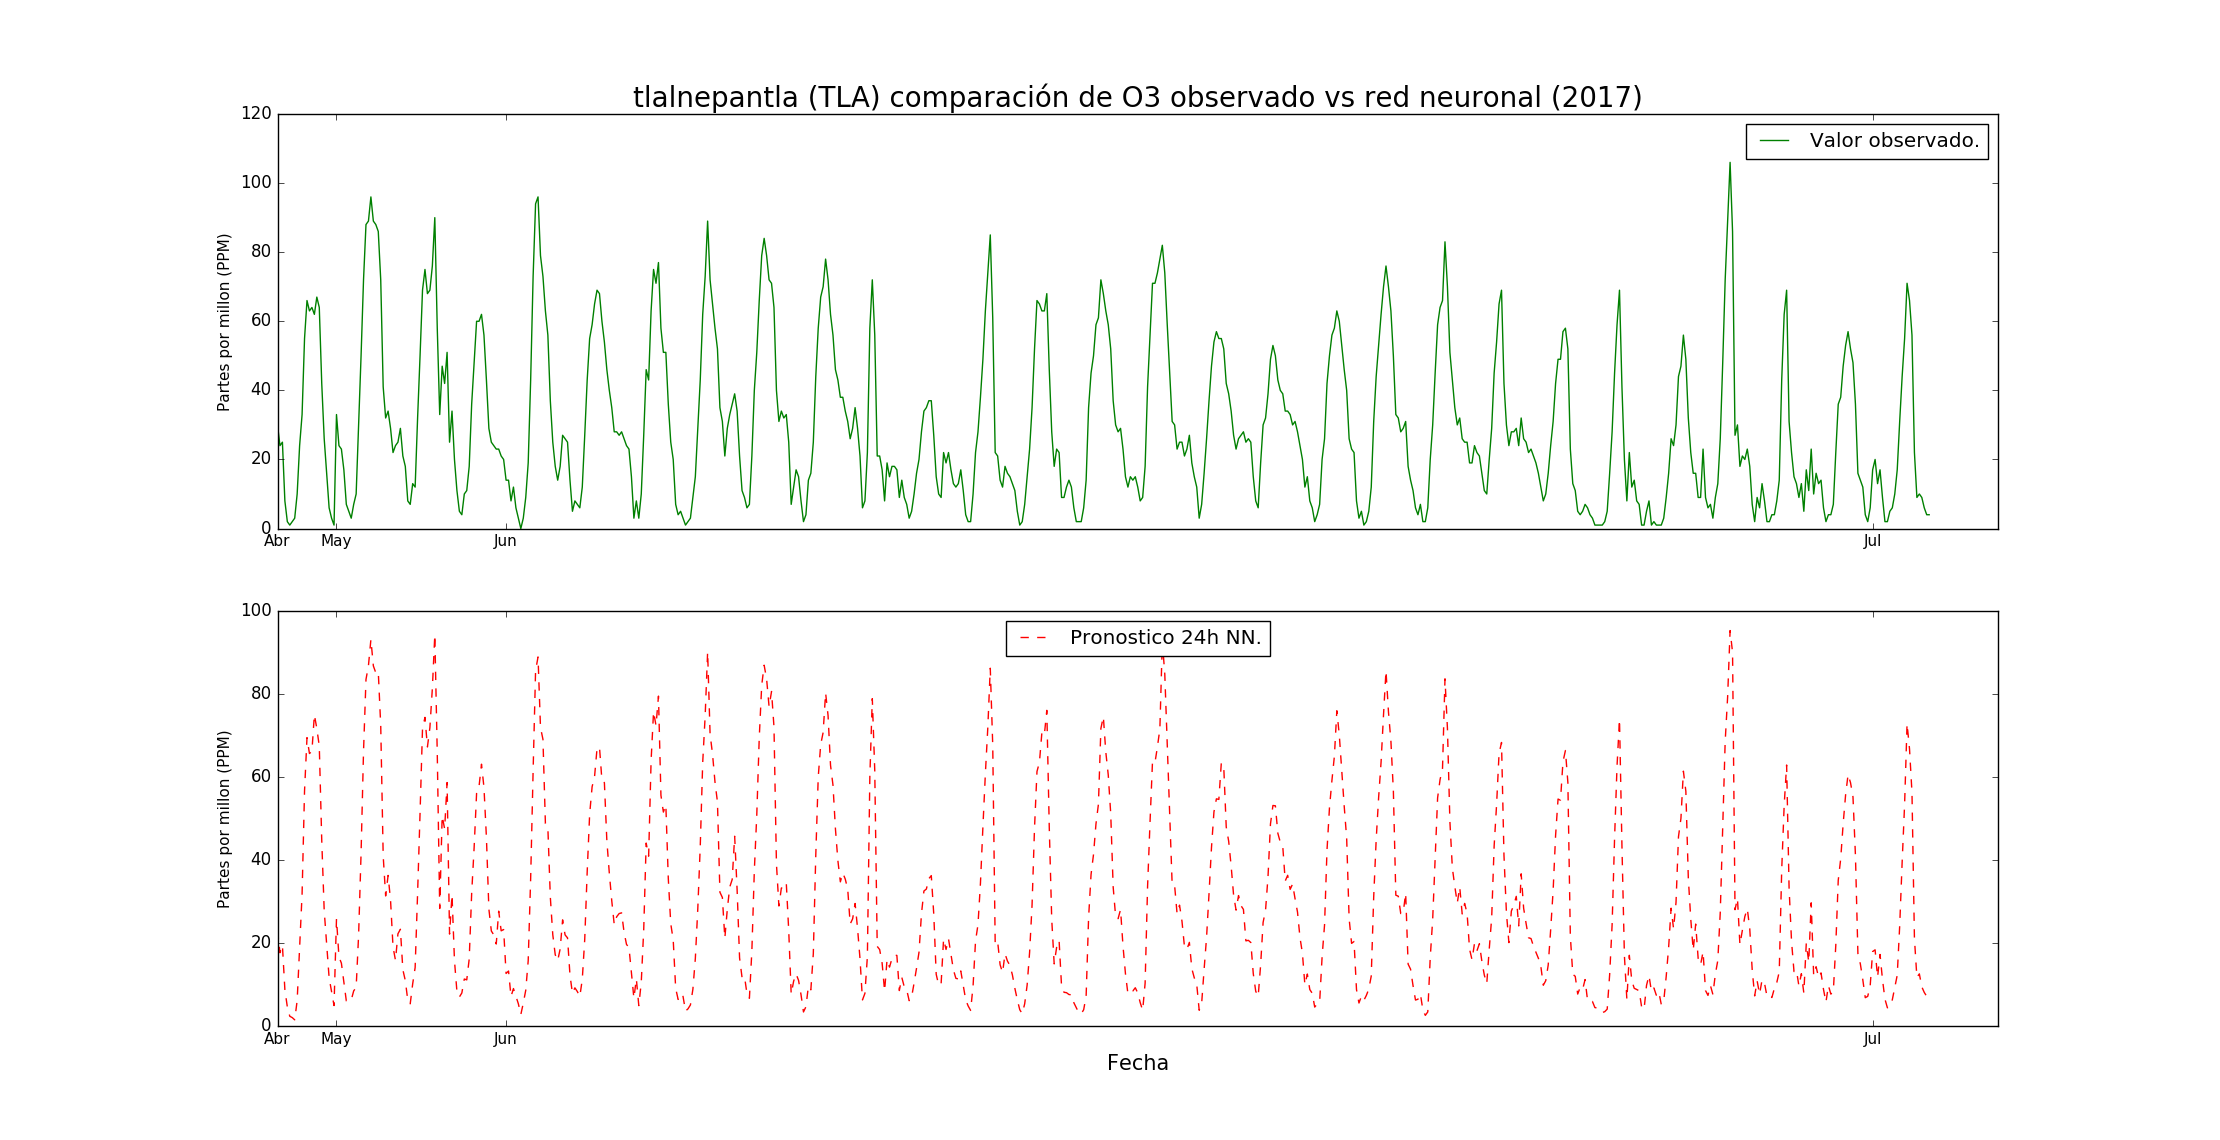 tlalnepantla (TLA) comparación de O3 observado vs red neuronal (2017)
120
100
80
60
40
20
0
Partes por millon (PPM)
Valor observado.
Abr May Jun Jul
100
80
60
40
20
0
Partes por millon (PPM)
Pronostico 24h NN.
Abr May Jun Jul
Fecha